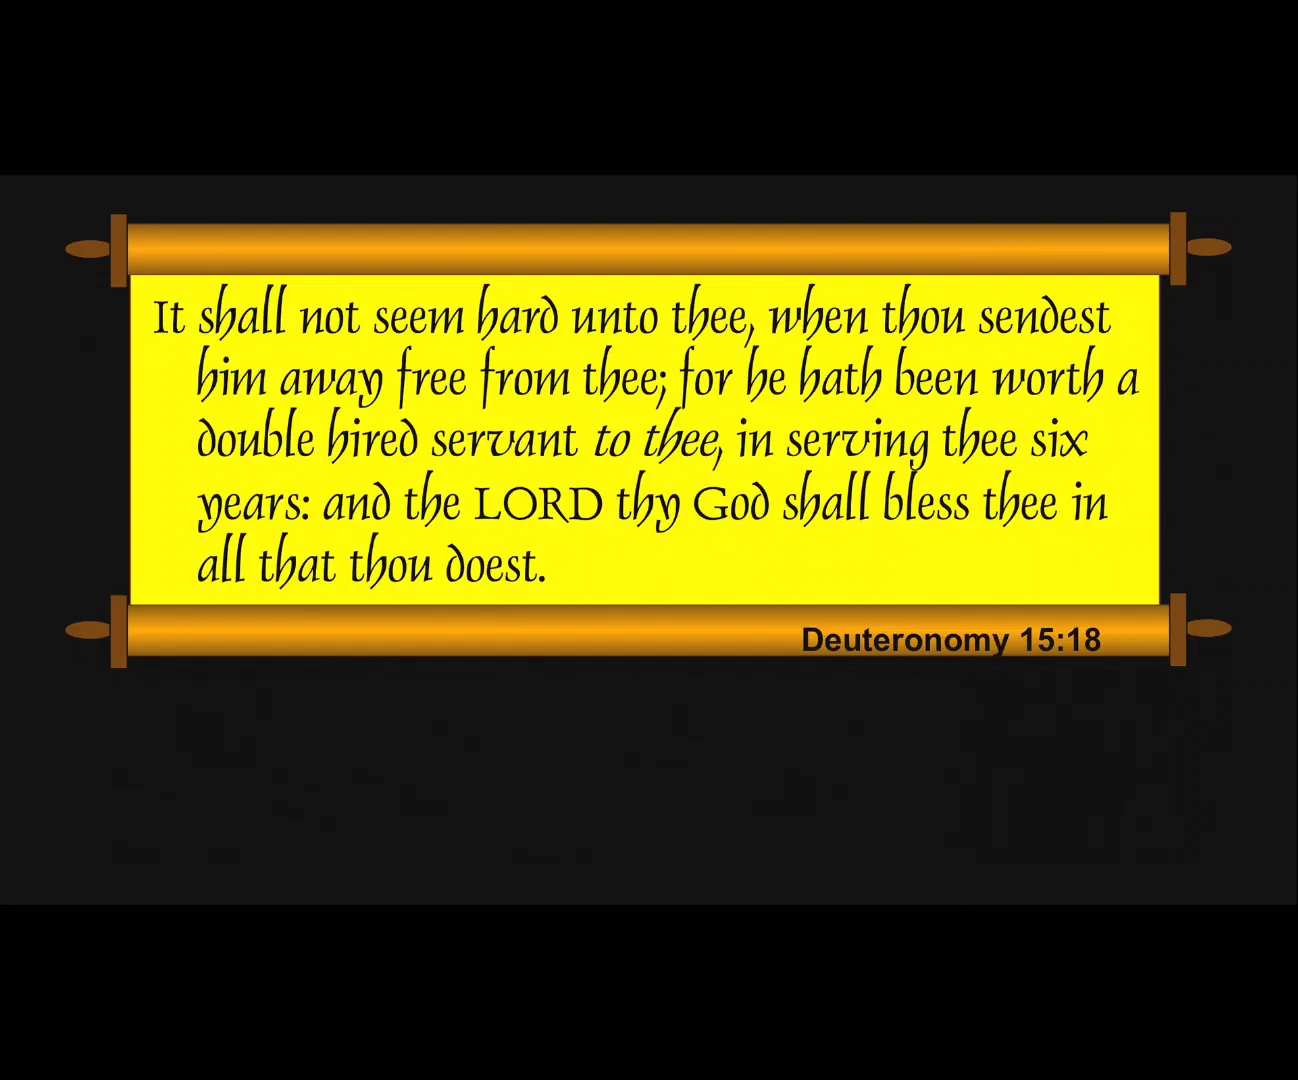 It shall not seem hard unto thee, when thou sendest
him away free from thee; for he hath been worth a
double hired servant to thee, in serving thee six
years: and the LORD thy God shall bless thee in
all that thou doest.
Deuteronomy 15:18